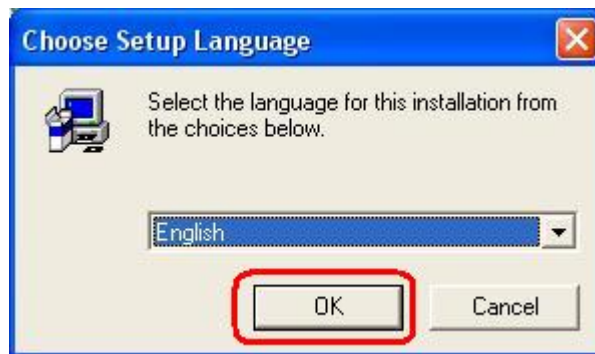 Choose Setup Language
Select the language for this installation from
the choices below.
English
OK
Cancel